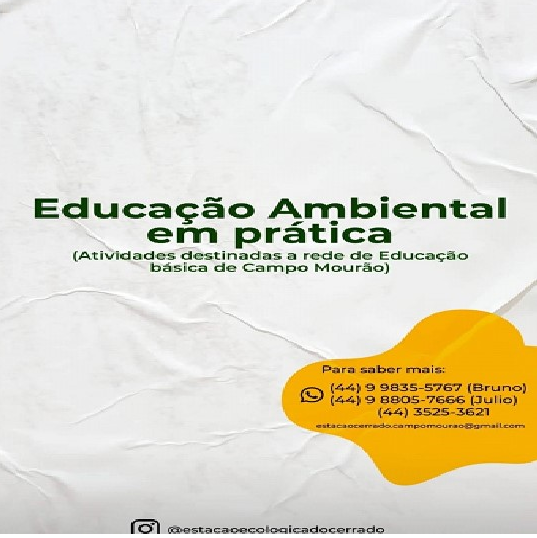 Educação Ambiental
em prática
(Atividades destinadas a rede de Educação
básica de Campo Mourão)
Para saber mais:
(44) 9 9835-5767 (Bruno)
(44) 9 8805-7666 (Julio)
(44) 3525-3621
estacaocerrado.campomourao@gmail.com
@estacaoecologicadocerrado